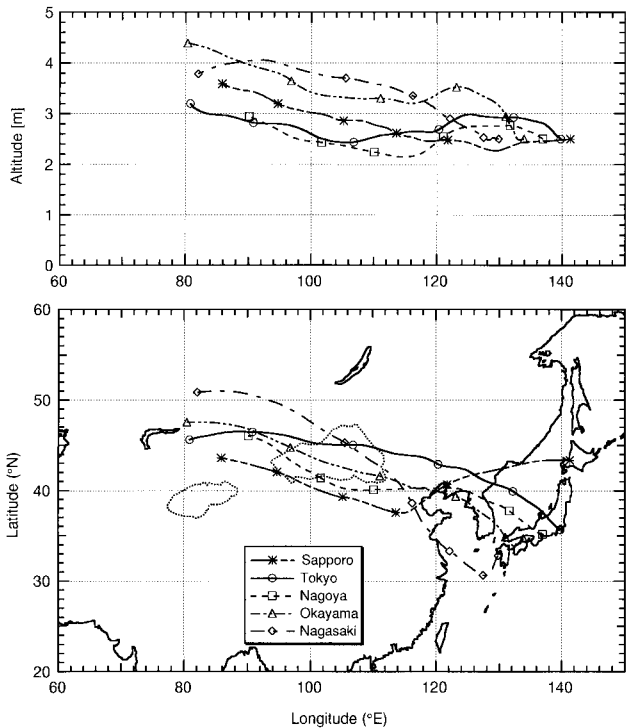 5
4
3
2
1
0
Altitude [m]
60 80 100 120 140
60
50
40
30
20
Latitude (°N)
Sapporo
Tokyo
Nagoya
Okayama
Nagasaki
60 80 100 120 140
Longitude (°E)